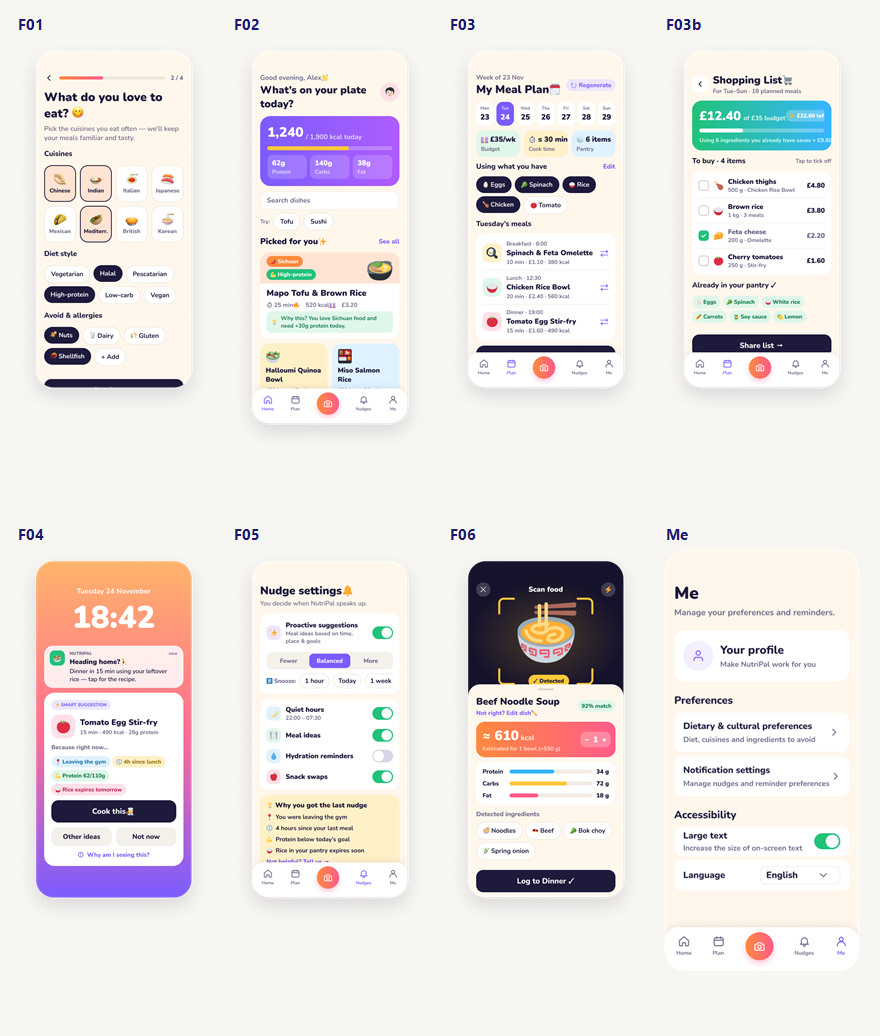 F01
2 / 4
What do you love to
eat? 😋
Pick the cuisines you eat often — we'll keep
your meals familiar and tasty.
Cuisines
Chinese
Indian
Italian
Japanese
Mexican
Mediterr.
British
Korean
Diet style
Vegetarian
Halal
Pescatarian
High-protein
Low-carb
Vegan
Avoid & allergies
Nuts
Dairy
Gluten
Shellfish
+ Add
F02
Good evening, Alex👋
What's on your plate
today?
1,240 / 1,900 kcal today
62g
Protein
140g
Carbs
38g
Fat
Search dishes
Try:
Tofu
Sushi
Picked for you✨
See all
Sichuan
High-protein
Mapo Tofu & Brown Rice
25 min
520 kcal
£3.20
Why this? You love Sichuan food and
need +30g protein today.
Halloumi Quinoa
Bowl
Miso Salmon
Rice
Home
Plan
Nudges
Me
F03
Week of 23 Nov
My Meal Plan
Regenerate
Mon
23
Tue
24
Wed
25
Thu
26
Fri
27
Sat
28
Sun
29
£35/wk
Budget
≤ 30 min
Cook time
6 items
Pantry
Using what you have
Edit
Eggs
Spinach
Rice
Chicken
Tomato
Tuesday's meals
Breakfast · 8:00
Spinach & Feta Omelette
10 min · £1.10 · 380 kcal
Lunch · 12:30
Chicken Rice Bowl
20 min · £2.40 · 560 kcal
Dinner · 19:00
Tomato Egg Stir-fry
15 min · £1.60 · 490 kcal
Home
Plan
Nudges
Me
F03b
Shopping List🛒
For Tue–Sun · 18 planned meals
£12.40 of £35 budget
£22.60 lef
Using 6 ingredients you already have saves ≈ £9.80
To buy · 4 items
Tap to tick off
Chicken thighs
500 g · Chicken Rice Bowl
£4.80
Brown rice
1 kg · 3 meals
£3.80
Feta cheese
200 g · Omelette
£2.20
Cherry tomatoes
250 g · Stir-fry
£1.60
Already in your pantry ✓
Eggs
Spinach
White rice
Carrots
Soy sauce
Lemon
Share list →
Home
Plan
Nudges
Me
F04
Tuesday 24 November
18:42
NUTRIPAL
now
Heading home?
Dinner in 15 min using your leftover
rice — tap for the recipe.
SMART SUGGESTION
Tomato Egg Stir-fry
15 min · 490 kcal · 28g protein
Because right now...
Leaving the gym
4h since lunch
Protein 62/110g
Rice expires tomorrow
Cook this
Other ideas
Not now
Why am I seeing this?
F05
Nudge settings🔔
You decide when NutriPal speaks up.
Proactive suggestions
Meal ideas based on time,
place & goals
Fewer
Balanced
More
Snooze:
1 hour
Today
1 week
Quiet hours
22:00 – 07:30
Meal ideas
Hydration reminders
Snack swaps
Why you got the last nudge
You were leaving the gym
4 hours since your last meal
Protein below today's goal
Rice in your pantry expires soon
Not helpful? Tell us →
Home
Plan
Nudges
Me
F06
Scan food
✓ Detected
Beef Noodle Soup
Not right? Edit dish✏️
92% match
≈ 610 kcal
Estimated for 1 bowl (≈550 g)
− 1 +
Protein
34 g
Carbs
72 g
Fat
18 g
Detected ingredients
Noodles
Beef
Bok choy
Spring onion
Log to Dinner ✓
Me
Me
Manage your preferences and reminders.
Your profile
Make NutriPal work for you
Preferences
Dietary & cultural preferences
Diet, cuisines and ingredients to avoid
Notification settings
Manage nudges and reminder preferences
Accessibility
Large text
Increase the size of on-screen text
Language
English
Home
Plan
Nudges
Me